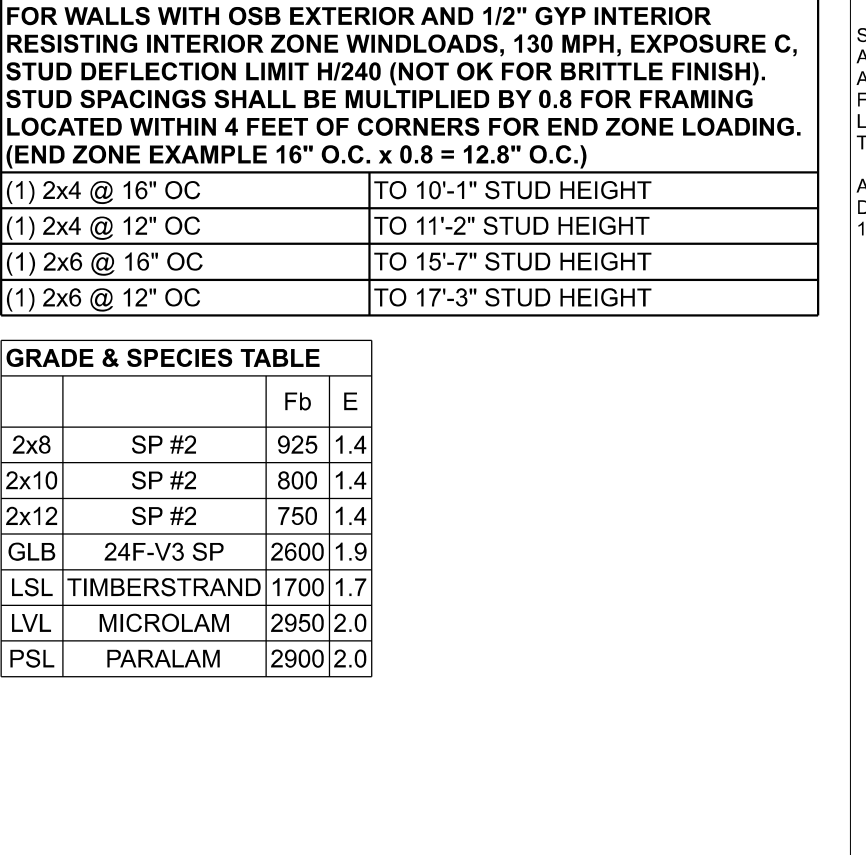 FOR WALLS WITH OSB EXTERIOR AND 1/2" GYP INTERIOR
RESISTING INTERIOR ZONE WINDLOADS, 130 MPH, EXPOSURE C,
STUD DEFLECTION LIMIT H/240 (NOT OK FOR BRITTLE FINISH).
STUD SPACINGS SHALL BE MULTIPLIED BY 0.8 FOR FRAMING
LOCATED WITHIN 4 FEET OF CORNERS FOR END ZONE LOADING.
(END ZONE EXAMPLE 16" O.C. x 0.8 = 12.8" O.C.)
(1) 2x4 @ 16" OC TO 10'-1" STUD HEIGHT
(1) 2x4 @ 12" OC TO 11'-2" STUD HEIGHT
(1) 2x6 @ 16" OC TO 15'-7" STUD HEIGHT
(1) 2x6 @ 12" OC TO 17'-3" STUD HEIGHT
GRADE & SPECIES TABLE
Fb E
2x8 SP #2 925 1.4
2x10 SP #2 800 1.4
2x12 SP #2 750 1.4
GLB 24F-V3 SP 2600 1.9
LSL TIMBERSTRAND 1700 1.7
LVL MICROLAM 2950 2.0
PSL PARALAM 2900 2.0